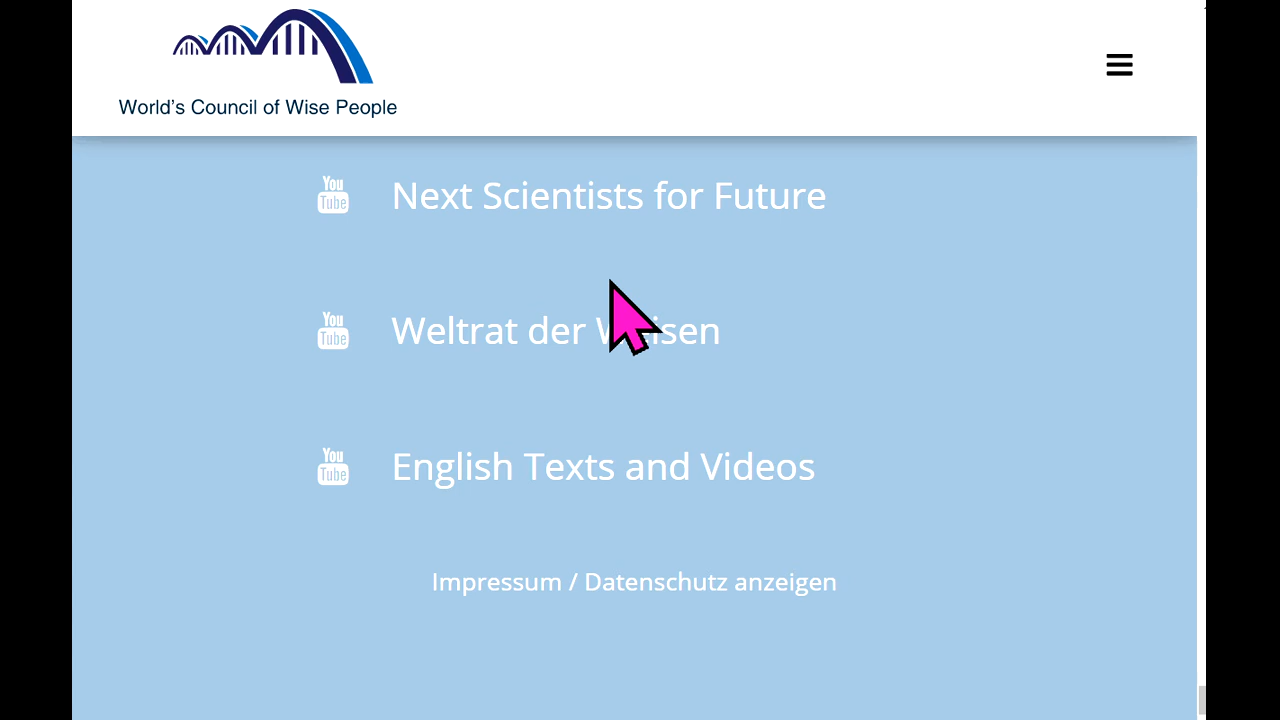 World's Council of Wise People
You Tube Next Scientists for Future
You Tube Weltrat der Weisen
You Tube English Texts and Videos
Impressum / Datenschutz anzeigen